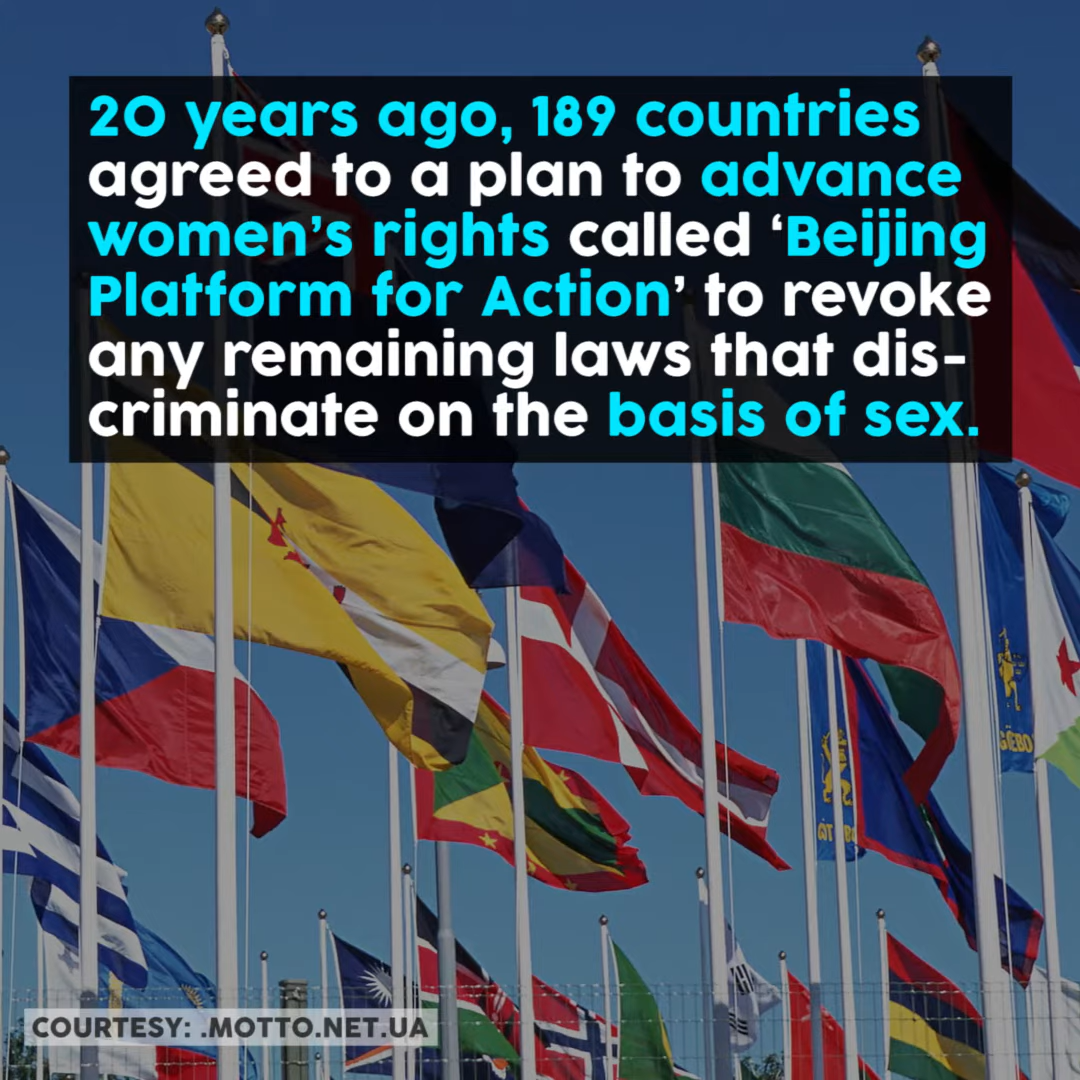 20 years ago, 189 countries
agreed to a plan to advance
women’s rights called ‘Beijing
Platform for Action’ to revoke
any remaining laws that dis-
criminate on the basis of sex.
COURTESY: .MOTTO.NET.UA